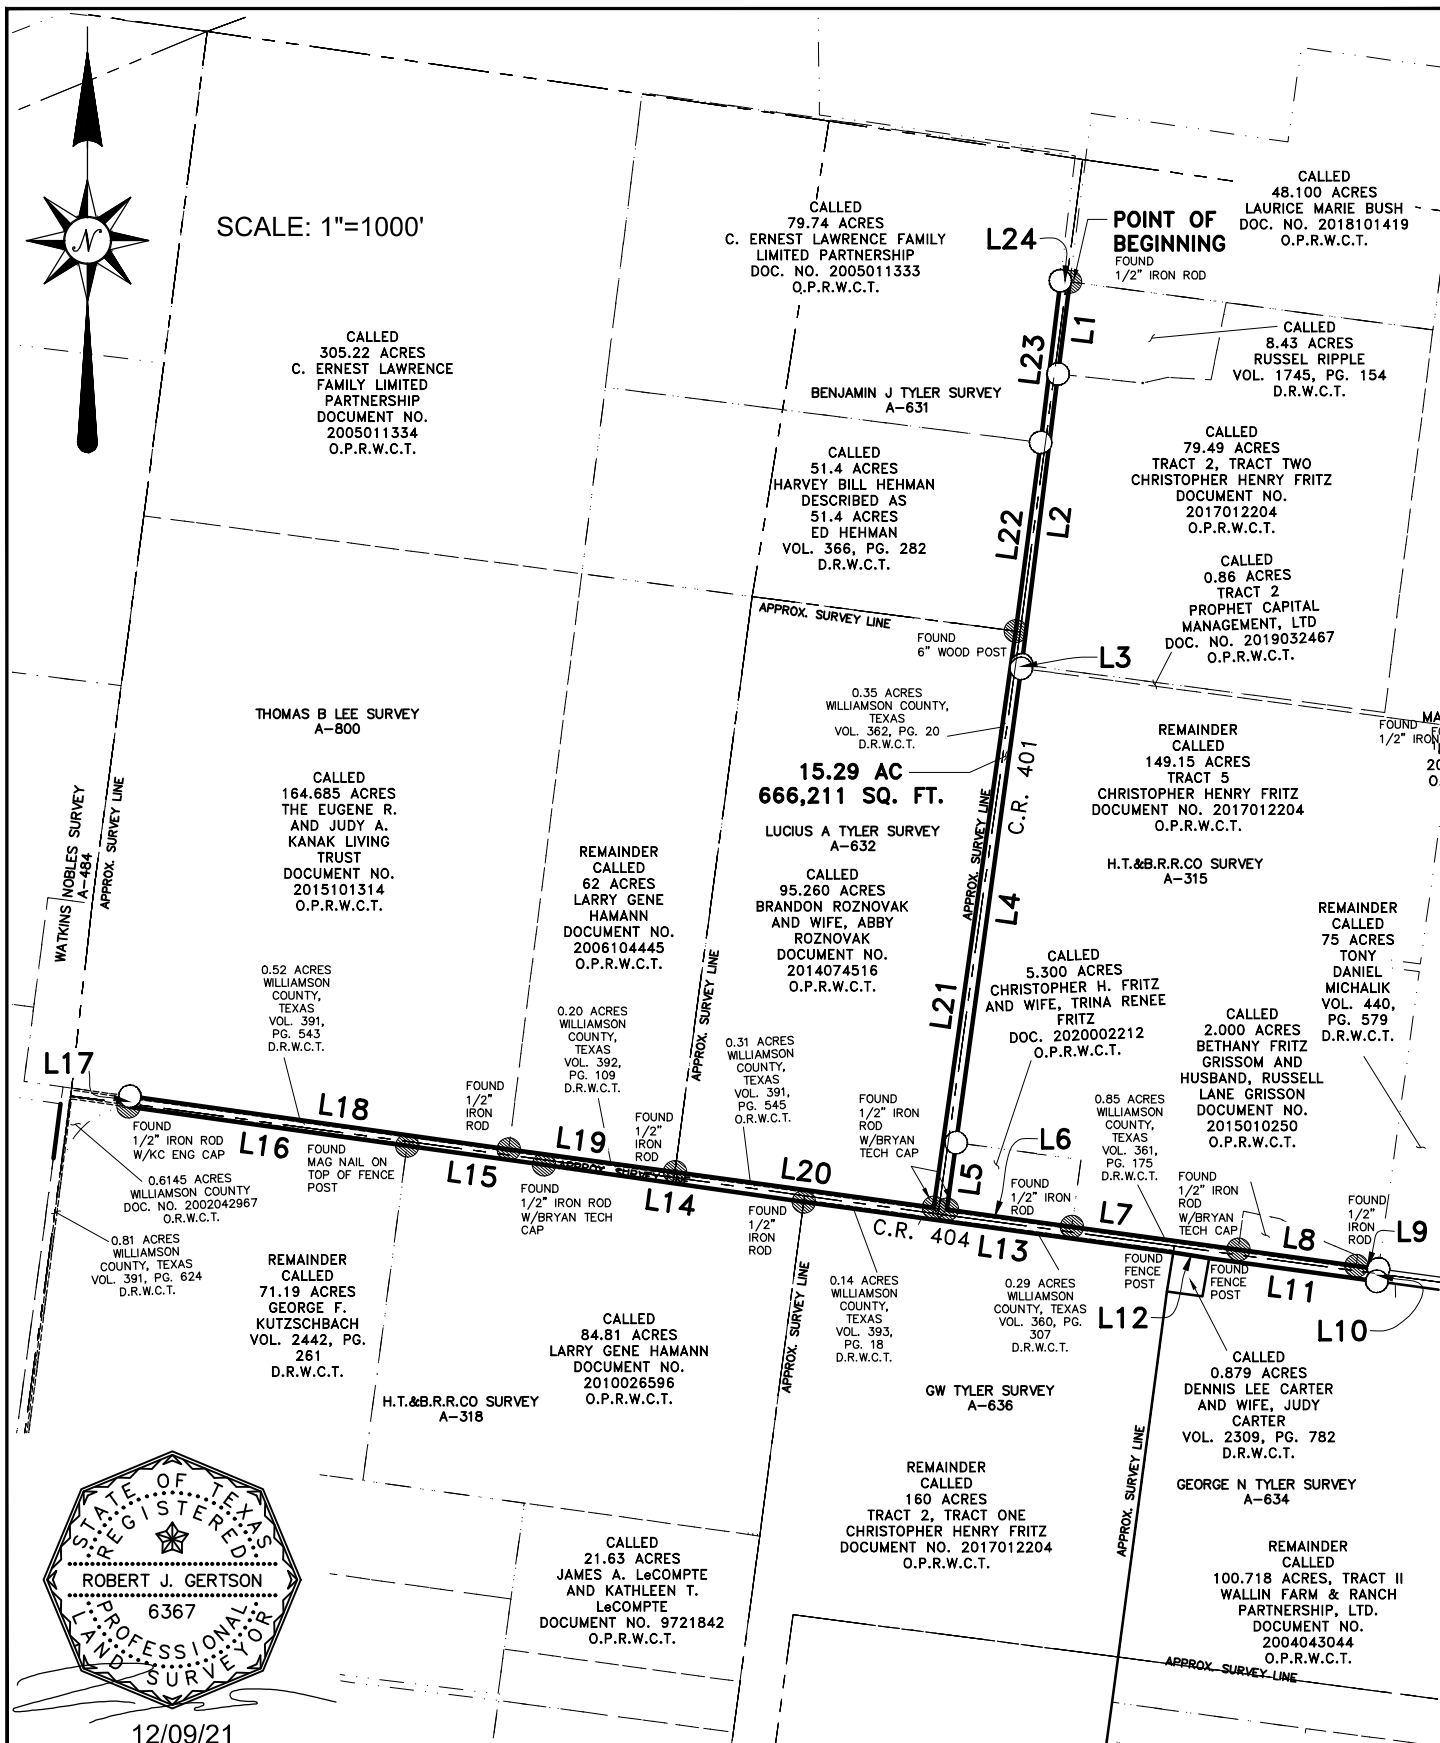 N
SCALE: 1"=1000'
CALLED
305.22 ACRES
C. ERNEST LAWRENCE
FAMILY LIMITED
PARTNERSHIP
DOCUMENT NO.
2005011334
O.P.R.W.C.T.
CALLED
79.74 ACRES
C. ERNEST LAWRENCE FAMILY
LIMITED PARTNERSHIP
DOC. NO. 2005011333
O.P.R.W.C.T.
L24
POINT OF
BEGINNING
FOUND
1/2" IRON ROD
CALLED
48.100 ACRES
LAURICE MARIE BUSH
DOC. NO. 2018101419
O.P.R.W.C.T.
L23
L1
CALLED
8.43 ACRES
RUSSEL RIPPLE
VOL. 1745, PG. 154
D.R.W.C.T.
BENJAMIN J TYLER SURVEY
A-631
CALLED
51.4 ACRES
HARVEY BILL HEHMAN
DESCRIBED AS
51.4 ACRES
ED HEHMAN
VOL. 366, PG. 282
D.R.W.C.T.
L22
L2
CALLED
79.49 ACRES
TRACT 2, TRACT TWO
CHRISTOPHER HENRY FRITZ
DOCUMENT NO.
2017012204
O.P.R.W.C.T.
CALLED
0.86 ACRES
TRACT 2
PROPHET CAPITAL
MANAGEMENT, LTD
DOC. NO. 2019032467
O.P.R.W.C.T.
APPROX. SURVEY LINE
FOUND
6" WOOD POST
L3
THOMAS B LEE SURVEY
A-800
0.35 ACRES
WILLIAMSON COUNTY,
TEXAS
VOL. 362, PG. 20
D.R.W.C.T.
15.29 AC
666,211 SQ. FT.
C.R. 401
APPROX. SURVEY LINE
REMAINDER
CALLED
149.15 ACRES
TRACT 5
CHRISTOPHER HENRY FRITZ
DOCUMENT NO. 2017012204
O.P.R.W.C.T.
FOUND
1/2" IRON
MA
20
O.
WATKINS NOBLES SURVEY
A-484
APPROX. SURVEY LINE
CALLED
164.685 ACRES
THE EUGENE R.
AND JUDY A.
KANAK LIVING
TRUST
DOCUMENT NO.
2015101314
O.P.R.W.C.T.
REMAINDER
CALLED
62 ACRES
LARRY GENE
HAMANN
DOCUMENT NO.
2006104445
O.P.R.W.C.T.
LUCIUS A TYLER SURVEY
A-632
CALLED
95.260 ACRES
BRANDON ROZNOVAK
AND WIFE, ABBY
ROZNOVAK
DOCUMENT NO.
2014074516
O.P.R.W.C.T.
H.T.&B.R.R.CO SURVEY
A-315
L4
L21
CALLED
5.300 ACRES
CHRISTOPHER H. FRITZ
AND WIFE, TRINA RENEE
FRITZ
DOC. 2020002212
O.P.R.W.C.T.
REMAINDER
CALLED
75 ACRES
TONY
DANIEL
MICHALIK
VOL. 440,
PG. 579
D.R.W.C.T.
CALLED
2.000 ACRES
BETHANY FRITZ
GRISSOM AND
HUSBAND, RUSSELL
LANE GRISSON
DOCUMENT NO.
2015010250
O.P.R.W.C.T.
0.52 ACRES
WILLIAMSON
COUNTY,
TEXAS
VOL. 391,
PG. 543
D.R.W.C.T.
0.20 ACRES
WILLIAMSON
COUNTY,
TEXAS
VOL. 392,
PG. 109
D.R.W.C.T.
APPROX. SURVEY LINE
0.31 ACRES
WILLIAMSON
COUNTY,
TEXAS
VOL. 391,
PG. 545
O.R.W.C.T.
L17
L18
L16
FOUND
1/2"
IRON
ROD
L19
FOUND
1/2"
IRON
ROD
FOUND
1/2" IRON
ROD
W/BRYAN
TECH CAP
L5
L6
FOUND
1/2" IRON
ROD
0.85 ACRES
WILLIAMSON
COUNTY,
TEXAS
VOL. 361,
PG. 175
D.R.W.C.T.
FOUND
1/2" IRON
ROD
W/BRYAN
TECH CAP
FOUND
1/2"
IRON
ROD
L9
L7
L8
FOUND
1/2" IRON ROD
W/KC ENG CAP
FOUND
MAG NAIL ON
TOP OF FENCE
POST
L15
APPROX. SURVEY LINE
L14
FOUND
1/2" IRON ROD
W/BRYAN TECH
CAP
L20
FOUND
1/2"
IRON
ROD
C.R. 404
L13
FOUND
FENCE
POST
FOUND
FENCE
POST
L11
L12
L10
0.6145 ACRES
WILLIAMSON COUNTY
DOC. NO. 2002042967
O.R.W.C.T.
0.81 ACRES
WILLIAMSON
COUNTY, TEXAS
VOL. 391, PG. 624
D.R.W.C.T.
REMAINDER
CALLED
71.19 ACRES
GEORGE F.
KUTZSCHBACH
VOL. 2442, PG.
261
D.R.W.C.T.
CALLED
84.81 ACRES
LARRY GENE HAMANN
DOCUMENT NO.
2010026596
O.P.R.W.C.T.
APPROX. SURVEY LINE
0.14 ACRES
WILLIAMSON
COUNTY,
TEXAS
VOL. 393,
PG. 18
D.R.W.C.T.
0.29 ACRES
WILLIAMSON
COUNTY, TEXAS
VOL. 360, PG.
307
D.R.W.C.T.
CALLED
0.879 ACRES
DENNIS LEE CARTER
AND WIFE, JUDY
CARTER
VOL. 2309, PG. 782
D.R.W.C.T.
H.T.&B.R.R.CO SURVEY
A-318
GW TYLER SURVEY
A-636
APPROX. SURVEY LINE
GEORGE N TYLER SURVEY
A-634
REMAINDER
CALLED
160 ACRES
TRACT 2, TRACT ONE
CHRISTOPHER HENRY FRITZ
DOCUMENT NO. 2017012204
O.P.R.W.C.T.
CALLED
21.63 ACRES
JAMES A. LeCOMPTE
AND KATHLEEN T.
LeCOMPTE
DOCUMENT NO. 9721842
O.P.R.W.C.T.
REMAINDER
CALLED
100.718 ACRES, TRACT II
WALLIN FARM & RANCH
PARTNERSHIP, LTD.
DOCUMENT NO.
2004043044
O.P.R.W.C.T.
APPROX. SURVEY LINE
STATE OF TEXAS
REGISTERED
ROBERT J. GERTSON
6367
PROFESSIONAL
LAND SURVEYOR
12/09/21